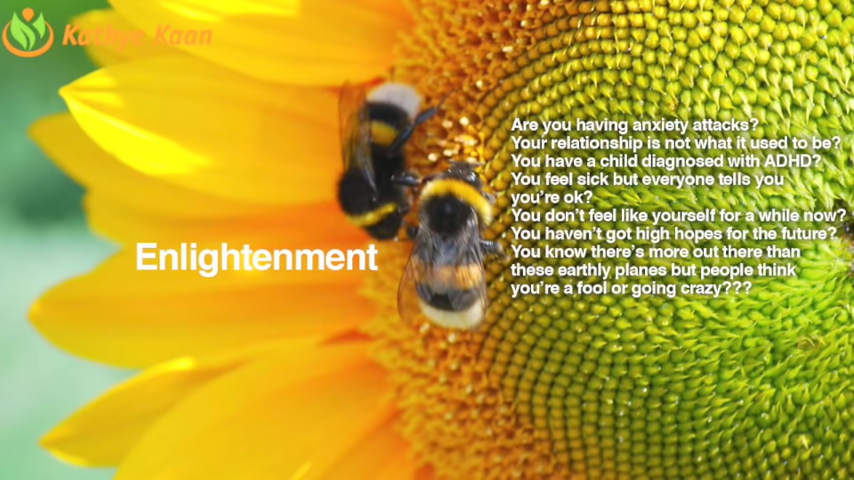 Kathye Kaan
Enlightenment
Are you having anxiety attacks?
Your relationship is not what it used to be?
You have a child diagnosed with ADHD?
You feel sick but everyone tells you
you're ok?
You don't feel like yourself for a while now?
You haven't got high hopes for the future?
You know there's more out there than
these earthly planes but people think
you're a fool or going crazy???